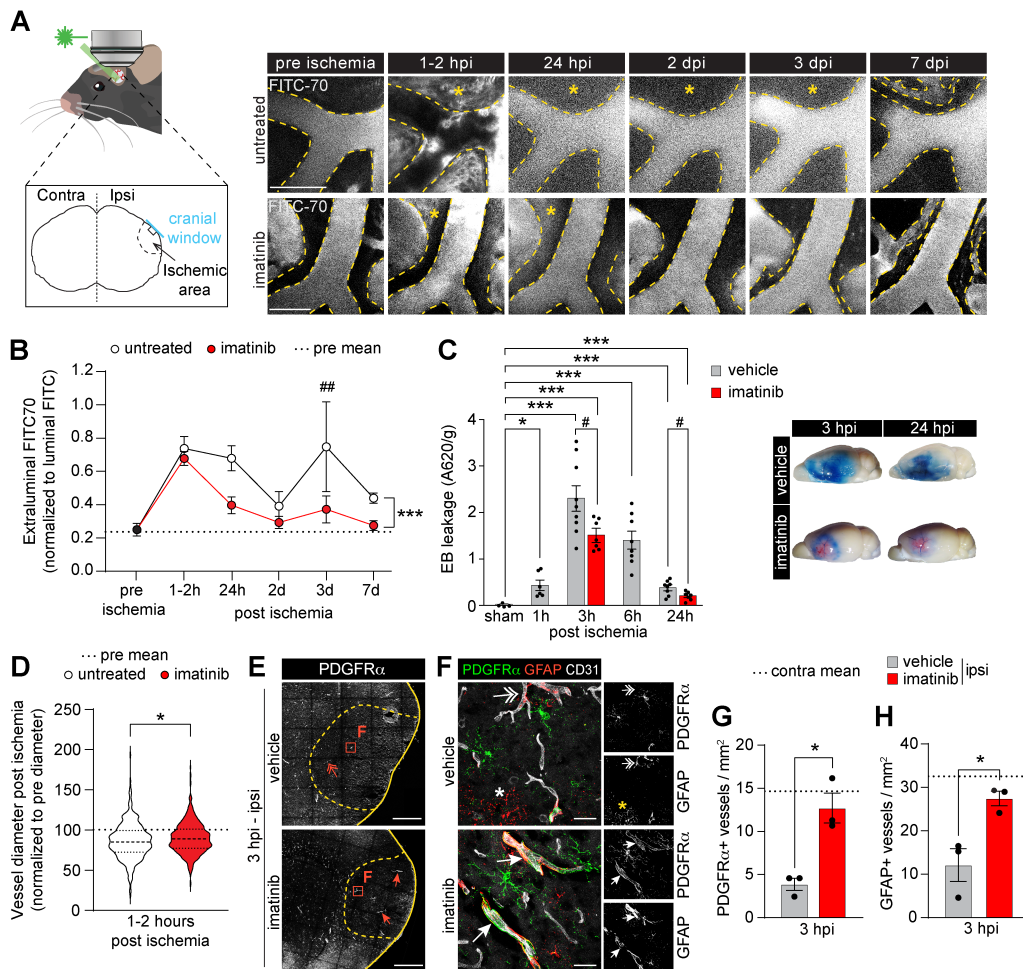 A
pre ischemia
1-2 hpi
24 hpi
2 dpi
3 dpi
7 dpi
untreated
FITC-70
*
*
*
*
imatinib
FITC-70
*
*
Contra
Ipsi
cranial
window
Ischemic
area
B
untreated
imatinib
pre mean
Extraluminal FITC70
(normalized to luminal FITC)
1.2
1.0
0.8
0.6
0.4
0.2
0.0
##
***
pre
ischemia
1-2h
24h
2d
3d
7d
post ischemia
C
vehicle
imatinib
EB leakage (A620/g)
4
3
2
1
0
***
***
***
***
***
*
#
#
sham
1h
3h
6h
24h
post ischemia
3 hpi
24 hpi
vehicle
imatinib
D
pre mean
untreated
imatinib
Vessel diameter post ischemia
(normalized to pre diameter)
250
200
150
100
50
0
*
1-2 hours
post ischemia
E
PDGFRα
3 hpi - ipsi
vehicle
F
imatinib
F
F
PDGFRα GFAP CD31
vehicle
*
imatinib
PDGFRα
GFAP
*
PDGFRα
GFAP
contra mean
vehicle
imatinib
ipsi
G
PDGFRα+ vessels / mm²
20
15
10
5
0
*
3 hpi
H
GFAP+ vessels / mm²
40
30
20
10
0
*
3 hpi